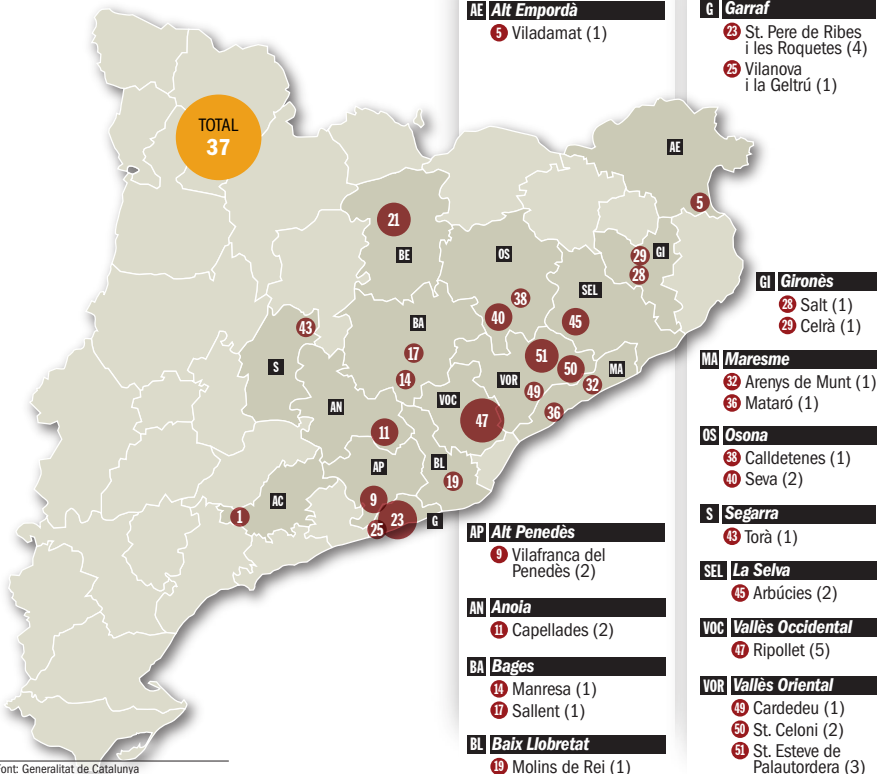 TOTAL
37
AE
5
21
BE
OS
29
GI
28
SEL
38
40
45
43
BA
S
17
14
51
50
MA
VOR
49
32
36
AN
VOC
47
11
AP
BL
19
AC
9
1
23
25
G
AE Alt Empordà
5 Viladamat (1)
G Garraf
23 St. Pere de Ribes
i les Roquetes (4)
25 Vilanova
i la Geltrú (1)
GI Gironès
28 Salt (1)
29 Celrà (1)
MA Maresme
32 Arenys de Munt (1)
36 Mataró (1)
OS Osona
38 Calldetenes (1)
40 Seva (2)
S Segarra
43 Torà (1)
SEL La Selva
45 Arbúcies (2)
VOC Vallès Occidental
47 Ripollet (5)
VOR Vallès Oriental
49 Cardedeu (1)
50 St. Celoni (2)
51 St. Esteve de
Palautordera (3)
AP Alt Penedès
9 Vilafranca del
Penedès (2)
AN Anoia
11 Capellades (2)
BA Bages
14 Manresa (1)
17 Sallent (1)
BL Baix Llobretat
19 Molins de Rei (1)
Font: Generalitat de Catalunya